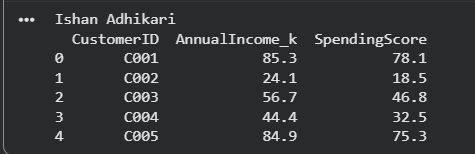 ••• Ishan Adhikari
CustomerID AnnualIncome_k SpendingScore
0 C001 85.3 78.1
1 C002 24.1 18.5
2 C003 56.7 46.8
3 C004 44.4 32.5
4 C005 84.9 75.3